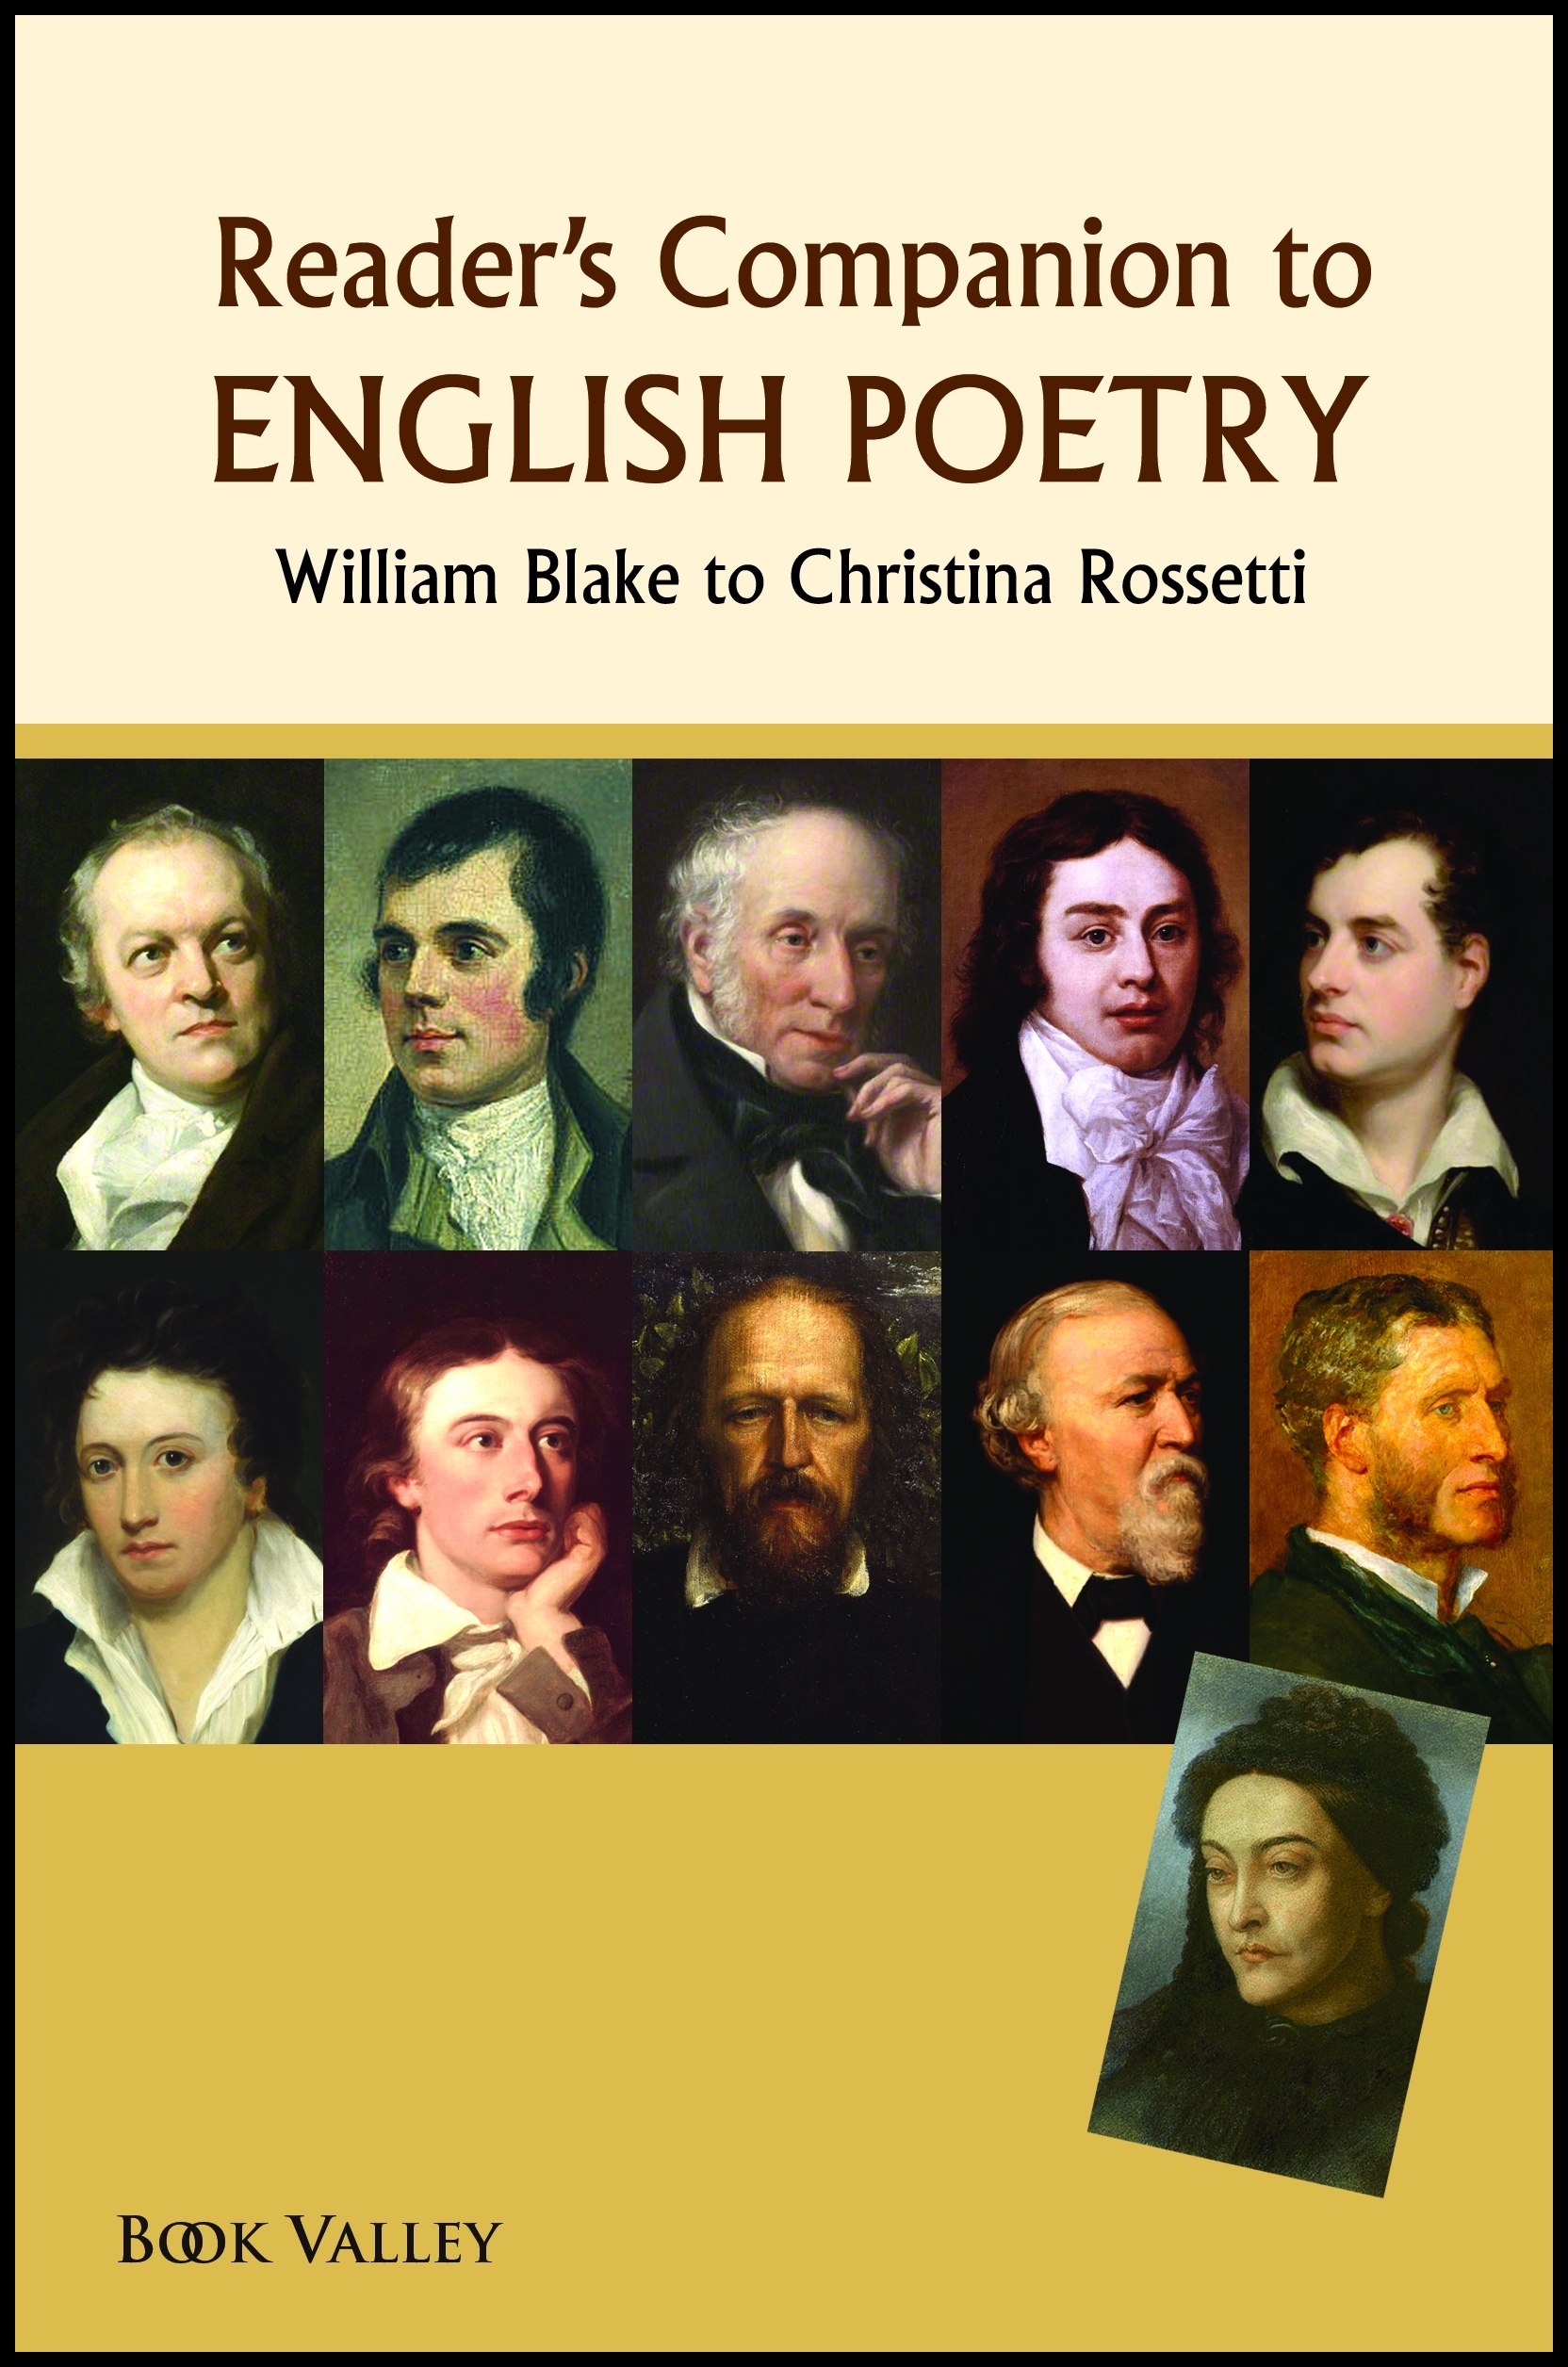 Reader’s Companion to
ENGLISH POETRY
William Blake to Christina Rossetti
BOOK VALLEY